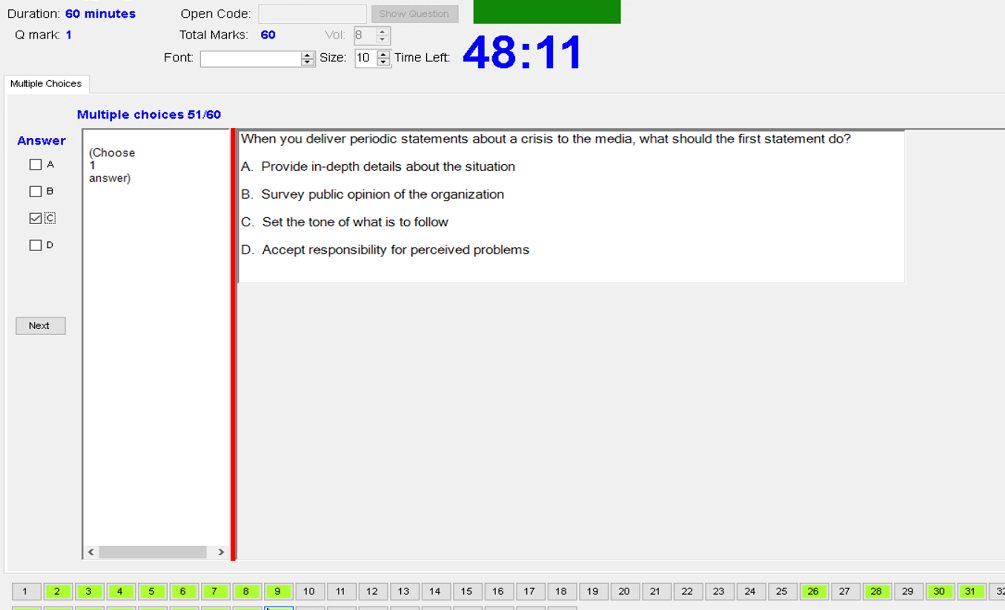 Duration: 60 minutes Open Code: Show Question
Q mark: 1 Total Marks: 60 Vol: 8
Font: Size: 10 Time Left: 48:11
Multiple Choices
Multiple choices 51/60
Answer
A
B
C
D
Next
(Choose
1
answer)
When you deliver periodic statements about a crisis to the media, what should the first statement do?
A. Provide in-depth details about the situation
B. Survey public opinion of the organization
C. Set the tone of what is to follow
D. Accept responsibility for perceived problems
1 2 3 4 5 6 7 8 9 10 11 12 13 14 15 16 17 18 19 20 21 22 23 24 25 26 27 28 29 30 31